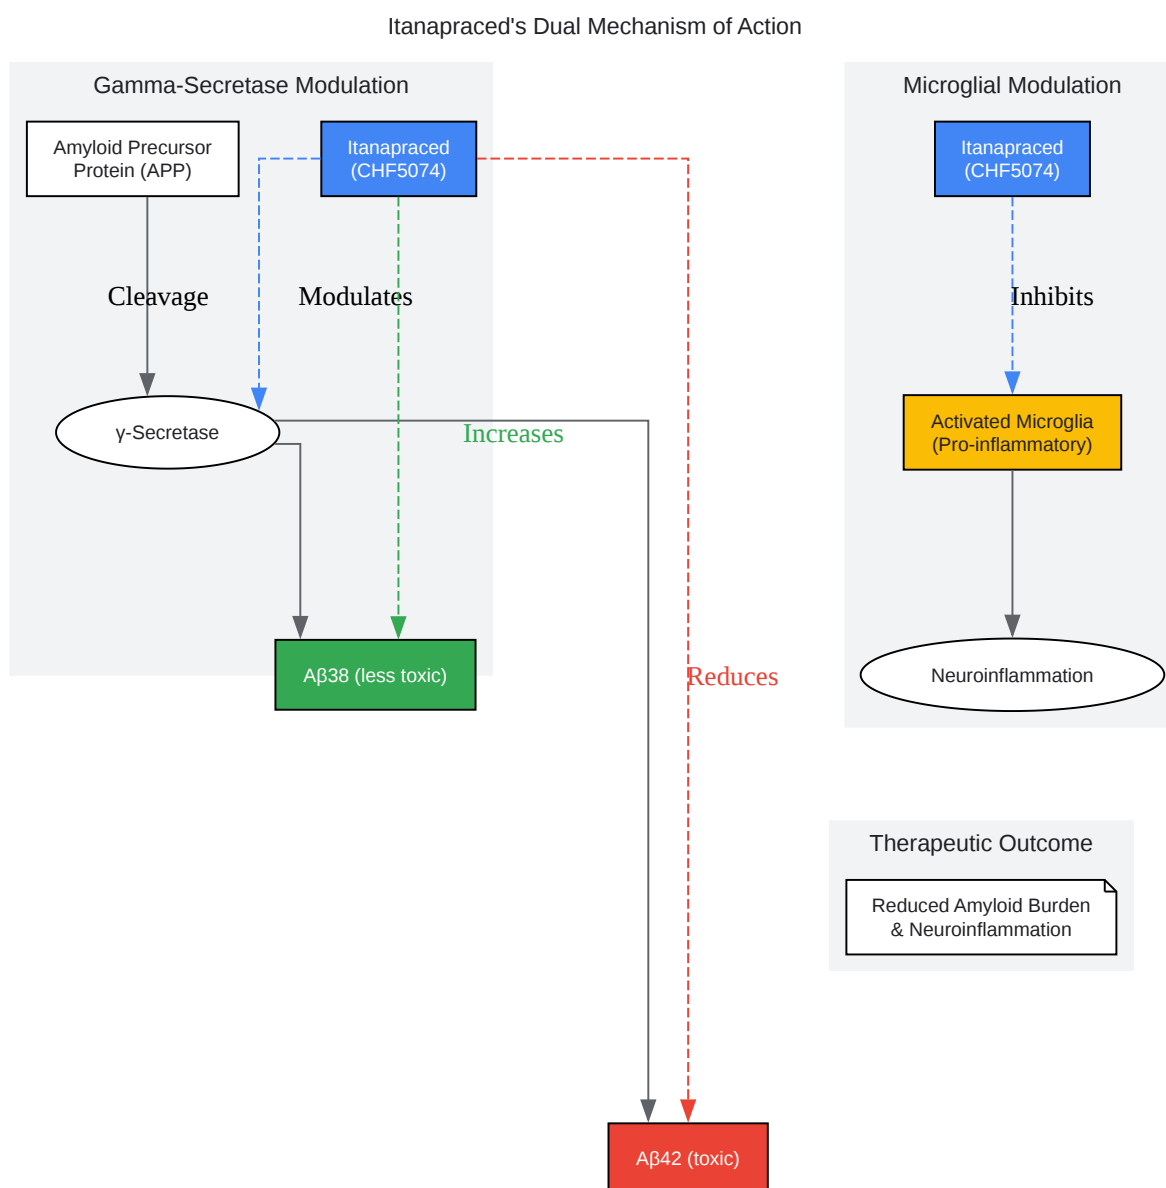 Itanapraced's Dual Mechanism of Action
Gamma-Secretase Modulation
Microglial Modulation
Amyloid Precursor
Protein (APP)
Itanapraced
(CHF5074)
Itanapraced
(CHF5074)
Cleavage
Modulates
Inhibits
γ-Secretase
Increases
Activated Microglia
(Pro-inflammatory)
Aβ38 (less toxic)
Reduces
Neuroinflammation
Therapeutic Outcome
Reduced Amyloid Burden
& Neuroinflammation
Aβ42 (toxic)